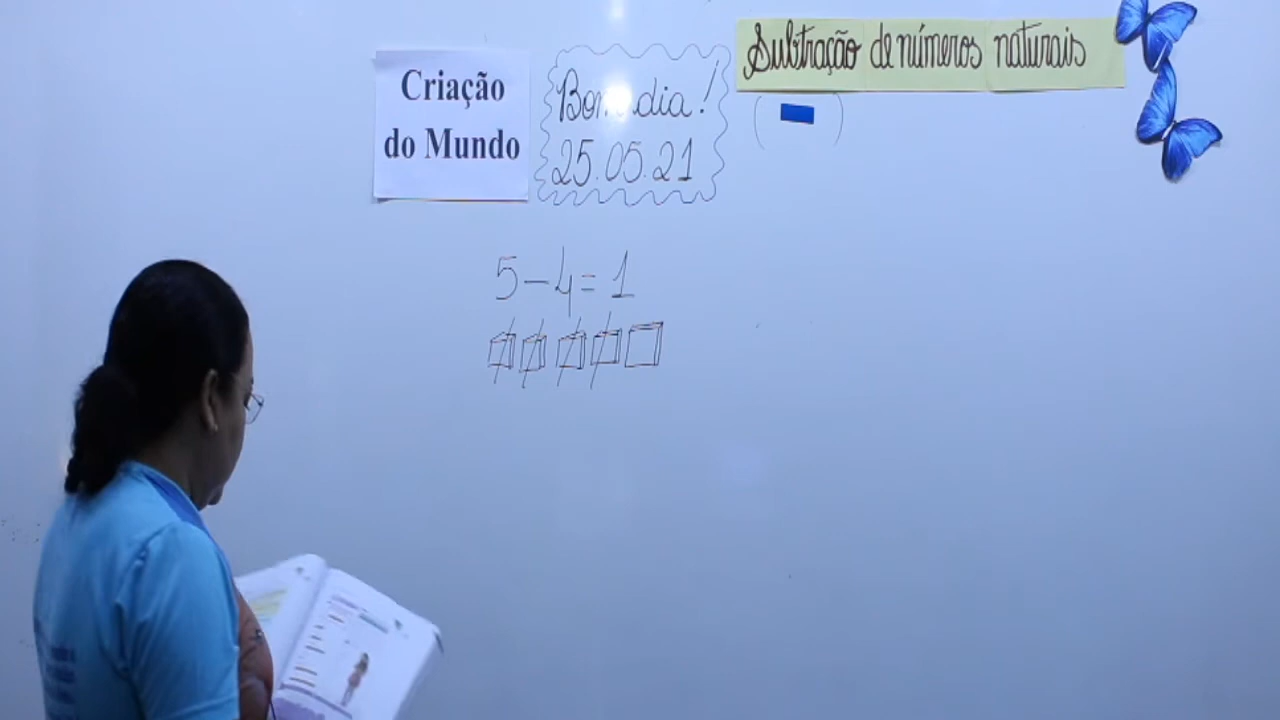 Criação
do Mundo
Bom dia!
25.05.21
Subtração de números naturais
(-)
5-4=1